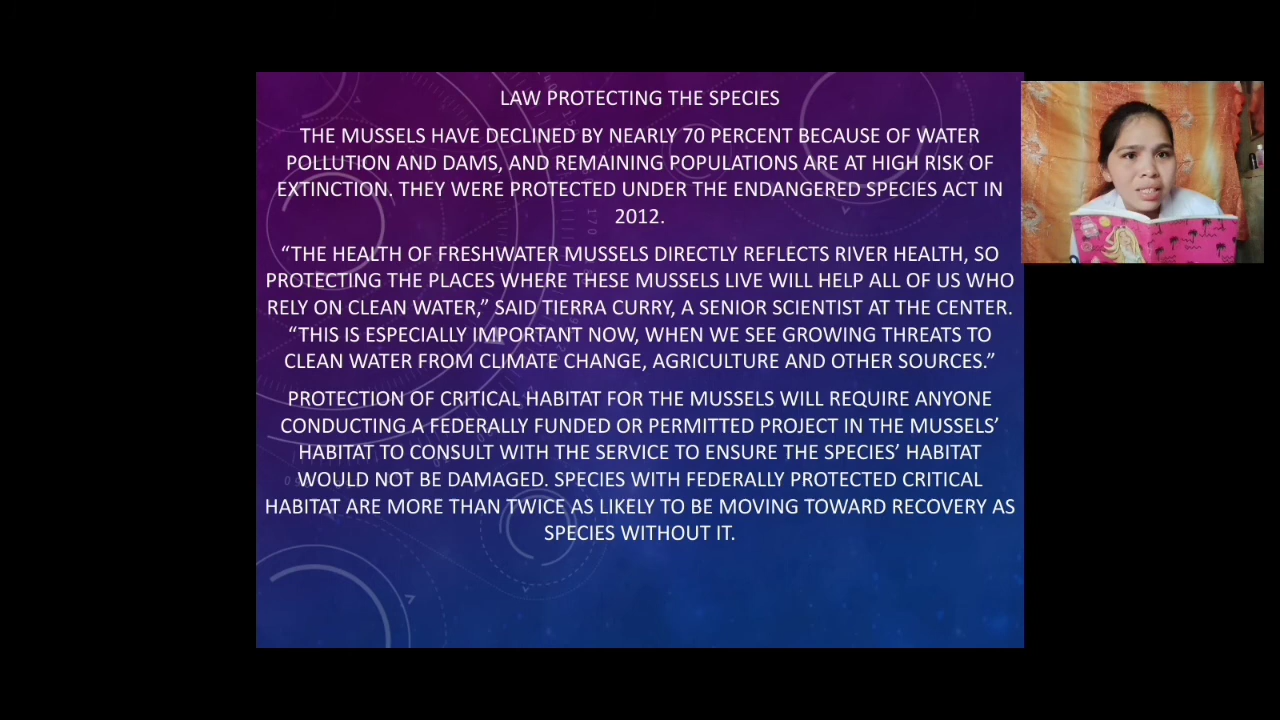 LAW PROTECTING THE SPECIES
THE MUSSELS HAVE DECLINED BY NEARLY 70 PERCENT BECAUSE OF WATER
POLLUTION AND DAMS, AND REMAINING POPULATIONS ARE AT HIGH RISK OF
EXTINCTION. THEY WERE PROTECTED UNDER THE ENDANGERED SPECIES ACT IN
2012.
“THE HEALTH OF FRESHWATER MUSSELS DIRECTLY REFLECTS RIVER HEALTH, SO
PROTECTING THE PLACES WHERE THESE MUSSELS LIVE WILL HELP ALL OF US WHO
RELY ON CLEAN WATER,” SAID TIERRA CURRY, A SENIOR SCIENTIST AT THE CENTER.
“THIS IS ESPECIALLY IMPORTANT NOW, WHEN WE SEE GROWING THREATS TO
CLEAN WATER FROM CLIMATE CHANGE, AGRICULTURE AND OTHER SOURCES.”
PROTECTION OF CRITICAL HABITAT FOR THE MUSSELS WILL REQUIRE ANYONE
CONDUCTING A FEDERALLY FUNDED OR PERMITTED PROJECT IN THE MUSSELS’
HABITAT TO CONSULT WITH THE SERVICE TO ENSURE THE SPECIES’ HABITAT
WOULD NOT BE DAMAGED. SPECIES WITH FEDERALLY PROTECTED CRITICAL
HABITAT ARE MORE THAN TWICE AS LIKELY TO BE MOVING TOWARD RECOVERY AS
SPECIES WITHOUT IT.